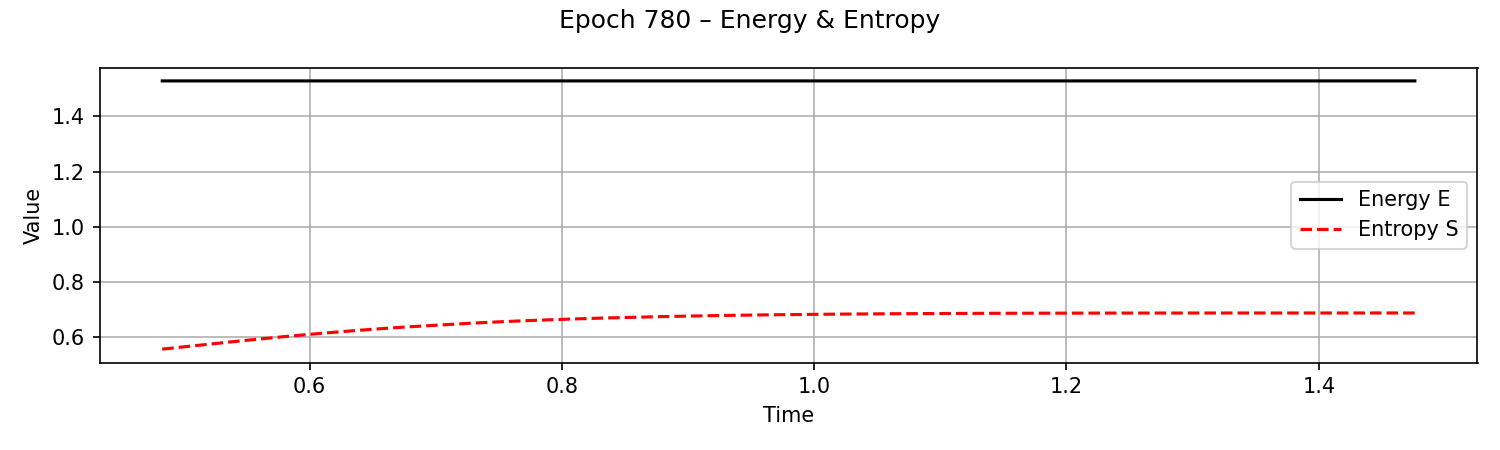 Epoch 780 – Energy & Entropy
Value
1.4
1.2
1.0
0.8
0.6
Energy E
Entropy S
0.6 0.8 1.0 1.2 1.4
Time